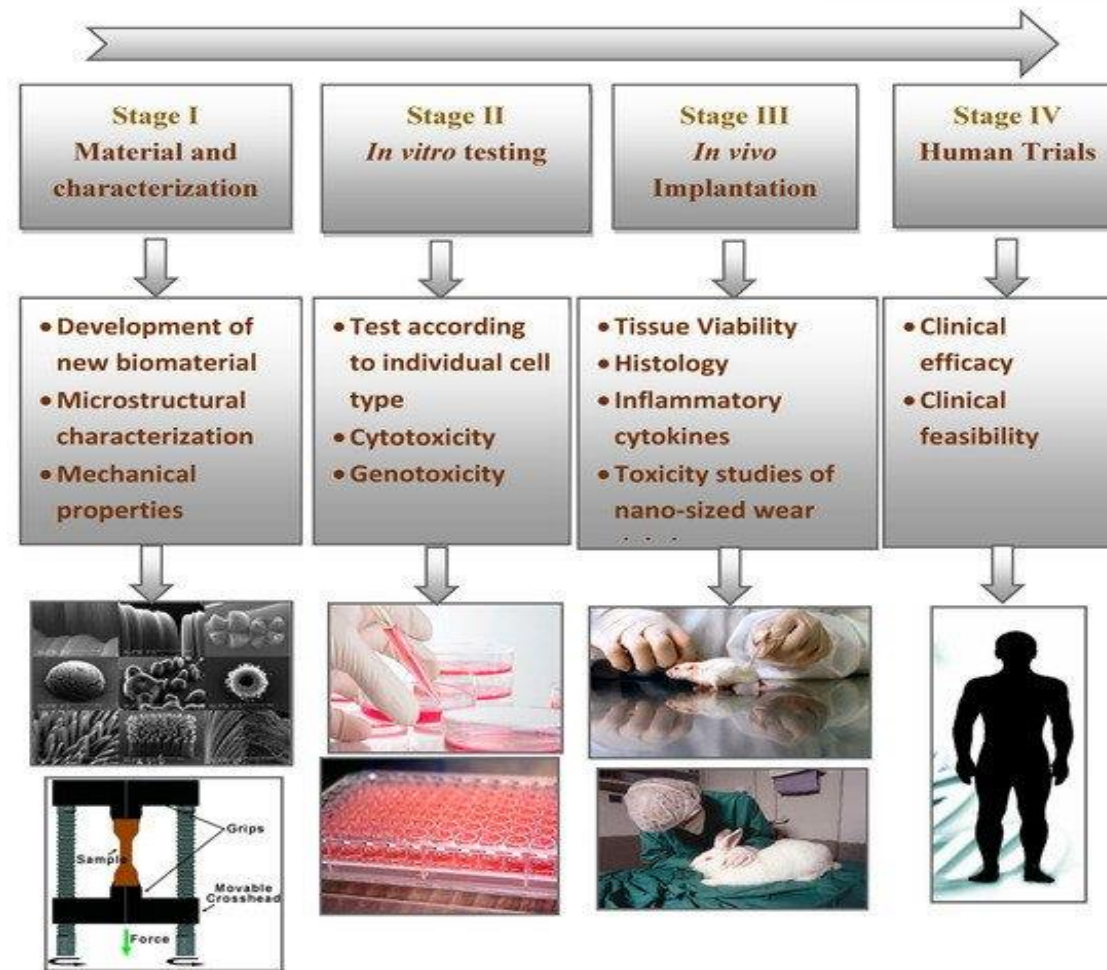 Stage I
Material and
characterization
Stage II
In vitro testing
Stage III
In vivo
Implantation
Stage IV
Human Trials
• Development of
new biomaterial
• Microstructural
characterization
• Mechanical
properties
• Test according
to individual cell
type
• Cytotoxicity
• Genotoxicity
• Tissue Viability
• Histology
• Inflammatory
cytokines
• Toxicity studies of
nano-sized wear
• Clinical
efficacy
• Clinical
feasibility
Grips
Sample
Movable
Crosshead
Force